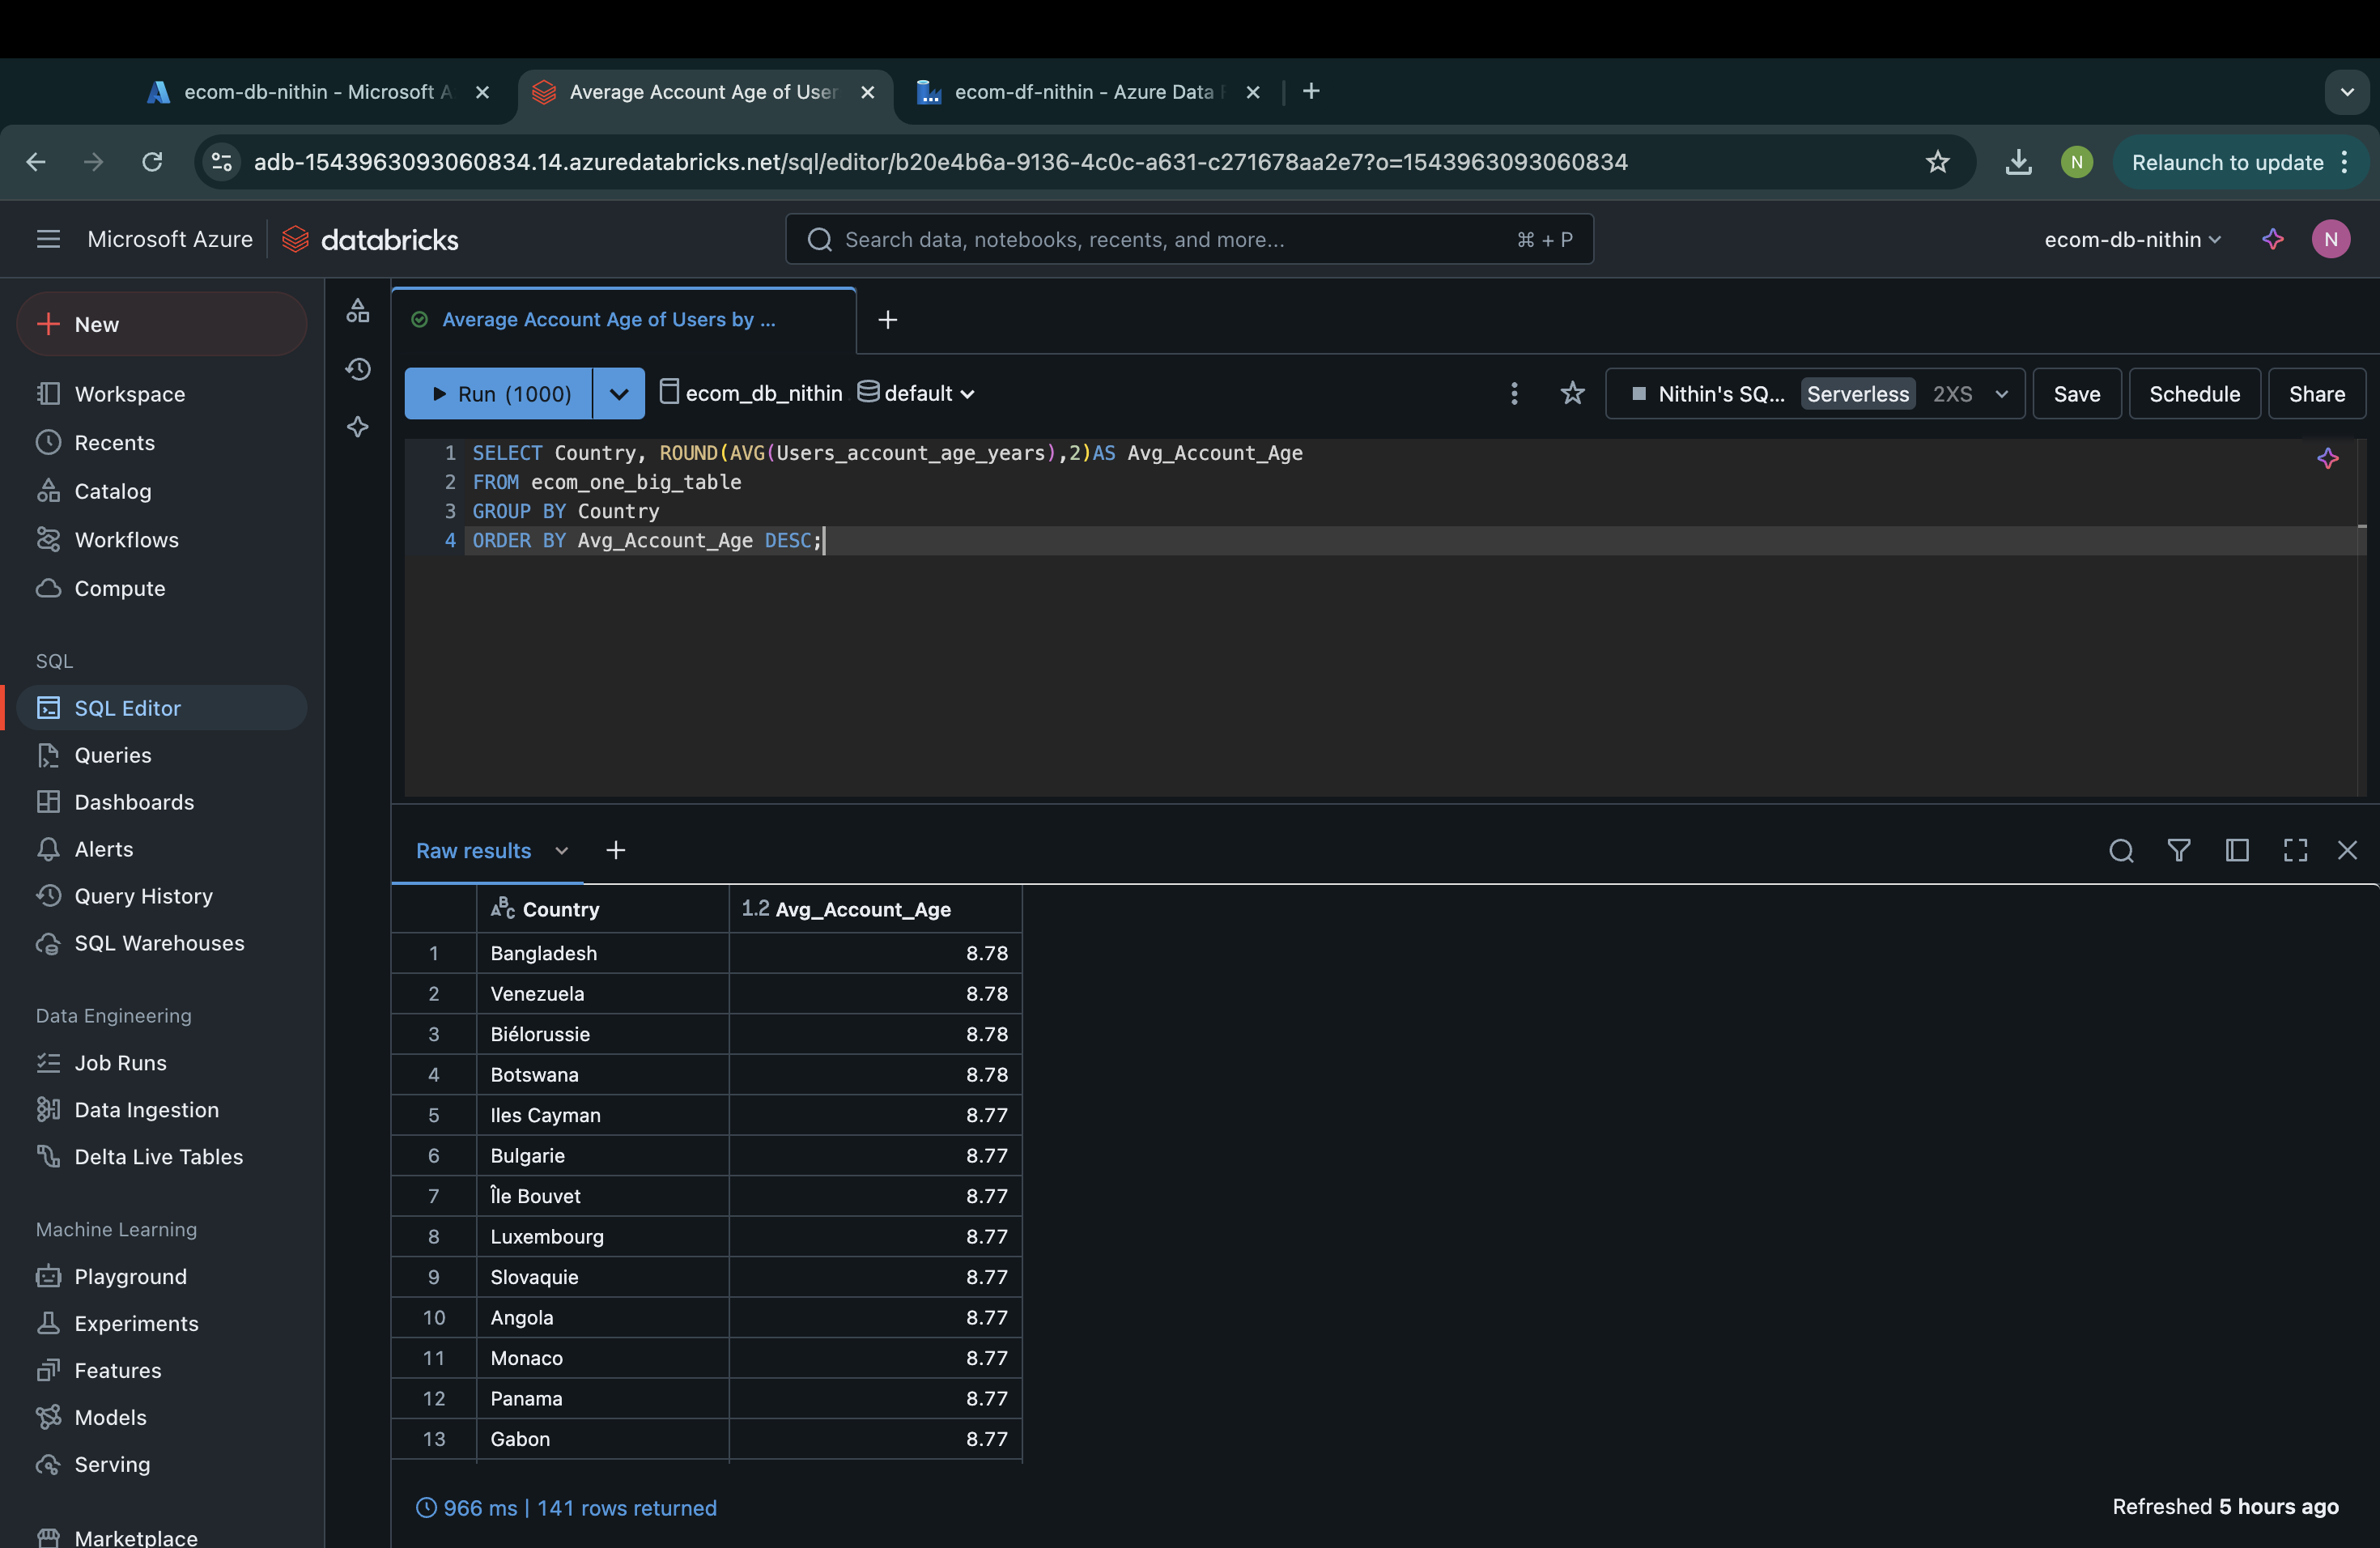 ecom-db-nithin - Microsoft A
Average Account Age of User
ecom-df-nithin - Azure Data F
adb-1543963093060834.14.azuredatabricks.net/sql/editor/b20e4b6a-9136-4c0c-a631-c271678aa2e7?o=1543963093060834
N
Relaunch to update
Microsoft Azure
databricks
Search data, notebooks, recents, and more...
⌘ + P
ecom-db-nithin
N
New
Workspace
Recents
Catalog
Workflows
Compute
SQL
SQL Editor
Queries
Dashboards
Alerts
Query History
SQL Warehouses
Data Engineering
Job Runs
Data Ingestion
Delta Live Tables
Machine Learning
Playground
Experiments
Features
Models
Serving
Marketplace
Average Account Age of Users by ...
Run (1000)
ecom_db_nithin
default
Nithin's SQ...
Serverless
2XS
Save
Schedule
Share
1 SELECT Country, ROUND(AVG(Users_account_age_years),2)AS Avg_Account_Age
2 FROM ecom_one_big_table
3 GROUP BY Country
4 ORDER BY Avg_Account_Age DESC;
Raw results
ABC Country 1.2 Avg_Account_Age
1 Bangladesh 8.78
2 Venezuela 8.78
3 Biélorussie 8.78
4 Botswana 8.78
5 Iles Cayman 8.77
6 Bulgarie 8.77
7 Île Bouvet 8.77
8 Luxembourg 8.77
9 Slovaquie 8.77
10 Angola 8.77
11 Monaco 8.77
12 Panama 8.77
13 Gabon 8.77
966 ms | 141 rows returned
Refreshed 5 hours ago